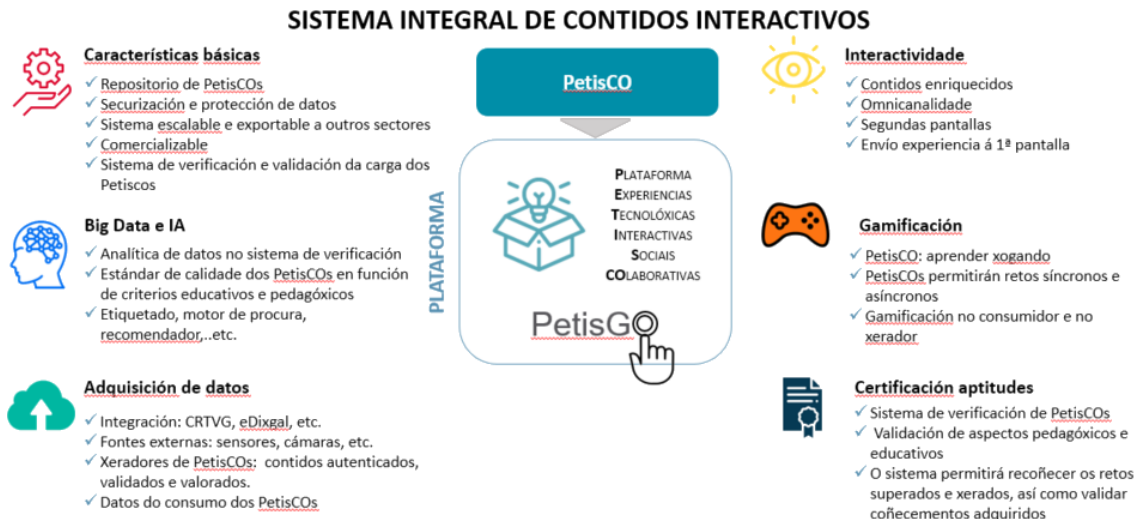 SISTEMA INTEGRAL DE CONTIDOS INTERACTIVOS
Características básicas
✓ Repositorio de PetisCOs
✓ Securización e protección de datos
✓ Sistema escalable e exportable a outros sectores
✓ Comercializable
✓ Sistema de verificación e validación da carga dos
Petiscos
Big Data e IA
✓ Analítica de datos no sistema de verificación
✓ Estándar de calidade dos PetisCOs en función
de criterios educativos e pedagóxicos
✓ Etiquetado, motor de procura,
recomendador,..etc.
Adquisición de datos
✓ Integración: CRTVG, eDixgal, etc.
✓ Fontes externas: sensores, cámaras, etc.
✓ Xeradores de PetisCOs: contidos autenticados,
validados e valorados.
✓ Datos do consumo dos PetisCOs
PetisCO
PLATAFORMA
PLATAFORMA
EXPERIENCIAS
TECNOLÓXICAS
INTERACTIVAS
SOCIAIS
COLABORATIVAS
PetisGO
Interactividade
✓ Contidos enriquecidos
✓ Omnicanalidade
✓ Segundas pantallas
✓ Envío experiencia á 1ª pantalla
Gamificación
✓ PetisCO: aprender xogando
✓ PetisCOs permitirán retos síncronos e
asíncronos
✓ Gamificación no consumidor e no
xerador
Certificación aptitudes
✓ Sistema de verificación de PetisCOs
✓ Validación de aspectos pedagóxicos e
educativos
✓ O sistema permitirá recoñecer os retos
superados e xerados, así como validar
coñecementos adquiridos